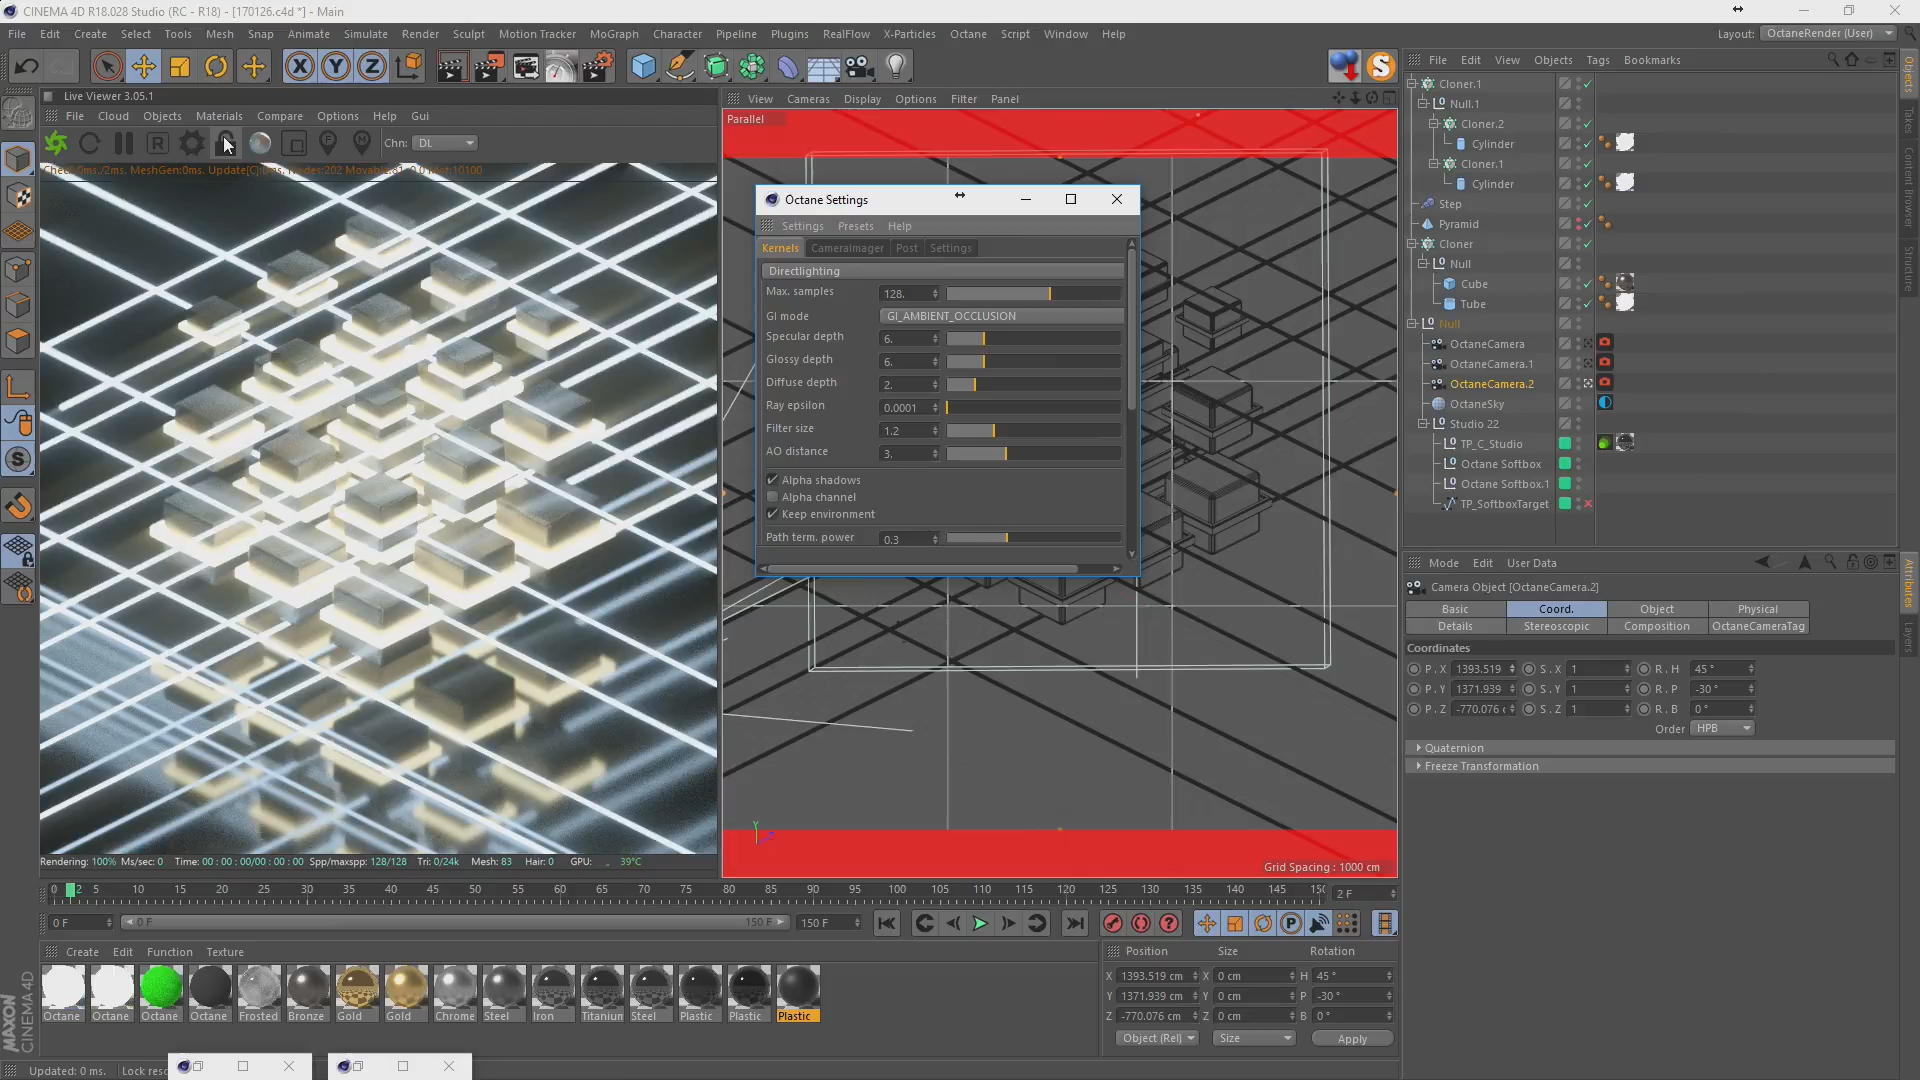 CINEMA 4D R18.028 Studio (RC - R18) - [170126.c4d *] - Main
File Edit Create Select Tools Mesh Snap Animate Simulate Render Sculpt Motion Tracker MoGraph Character Pipeline Plugins RealFlow X-Particles Octane Script Window Help
Layout: OctaneRender (User)
Live Viewer 3.05.1
File Cloud Objects Materials Compare Options Help Gui
Chn: DL
View Cameras Display Options Filter Panel
Parallel
Octane Settings
Settings Presets Help
Kernels CameraImager Post Settings
Directlighting
Max. samples 128.
GI mode GI_AMBIENT_OCCLUSION
Specular depth 6.
Glossy depth 6.
Diffuse depth 2.
Ray epsilon 0.0001
Filter size 1.2
AO distance 3.
Alpha shadows
Alpha channel
Keep environment
Path term. power 0.3
Grid Spacing : 1000 cm
Rendering: 100% Ms/sec: 0 Time: 00 : 00 : 00/00 : 00 : 00 Spp/maxspp: 128/128 Tri: 0/24k Mesh: 83 Hair: 0 GPU: 39°C
File Edit View Objects Tags Bookmarks
Cloner.1
Null.1
Cloner.2
Cylinder
Cloner.1
Cylinder
Step
Pyramid
Cloner
Null
Cube
Tube
Null
OctaneCamera
OctaneCamera.1
OctaneCamera.2
OctaneSky
Studio 22
TP_C_Studio
Octane Softbox
Octane Softbox.1
TP_SoftboxTarget
Objects
Takes
Content Browser
Structure
Mode Edit User Data
Camera Object [OctaneCamera.2]
Basic Coord. Object Physical
Details Stereoscopic Composition OctaneCameraTag
Coordinates
P . X 1393.519 S . X 1 R . H 45 °
P . Y 1371.939 S . Y 1 R . P -30 °
P . Z -770.076 c S . Z 1 R . B 0 °
Order HPB
Quaternion
Freeze Transformation
Attributes
Layers
0 2 5 10 15 20 25 30 35 40 45 50 55 60 65 70 75 80 85 90 95 100 105 110 115 120 125 130 135 140 145 150
2 F
0 F 0 F 150 F 150 F
Create Edit Function Texture
Octane Octane Octane Octane Frosted Bronze Gold Gold Chrome Steel Iron Titanium Steel Plastic Plastic Plastic
Position Size Rotation
X 1393.519 cm X 0 cm H 45 °
Y 1371.939 cm Y 0 cm P -30 °
Z -770.076 cm Z 0 cm B 0 °
Object (Rel) Size Apply
MAXON
CINEMA 4D
Updated: 0 ms. Lock reso